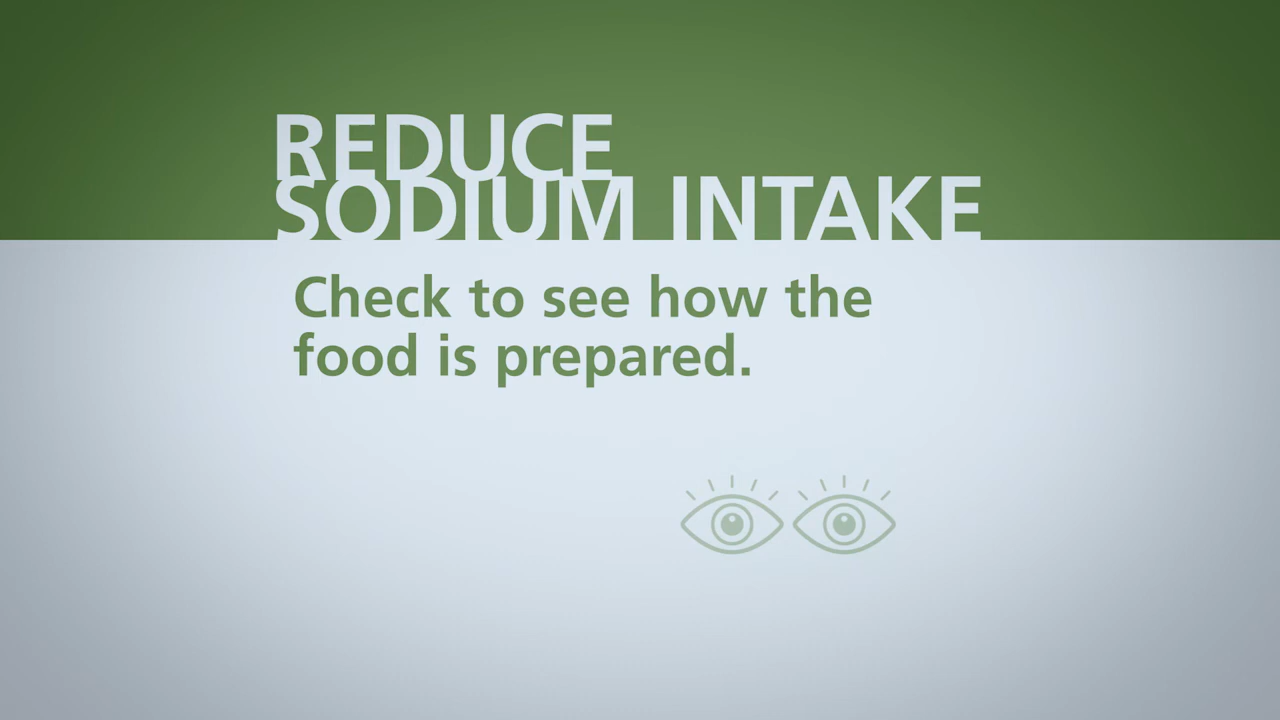 REDUCE
SODIUM INTAKE
Check to see how the
food is prepared.